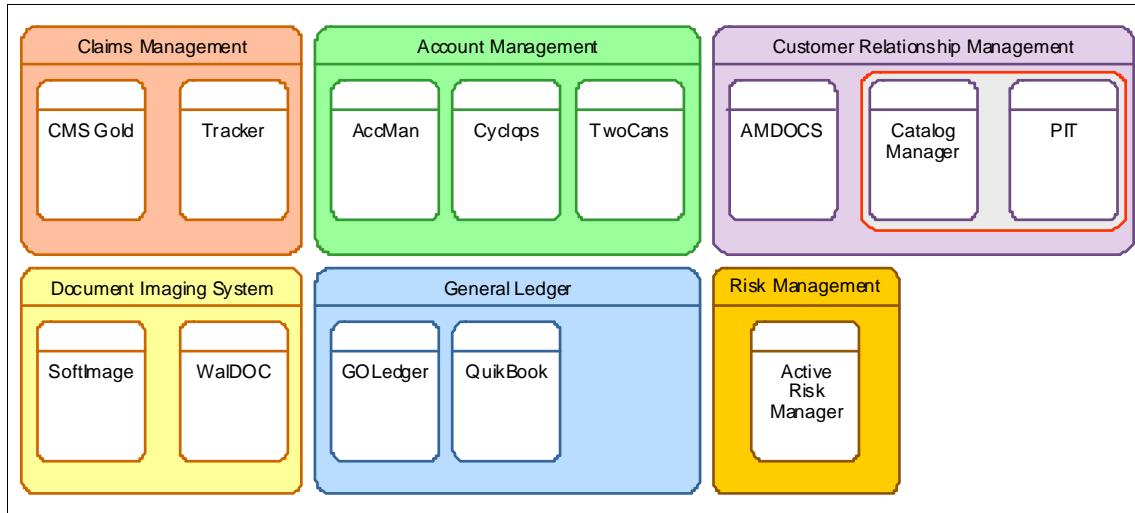 Claims Management
CMS Gold
Tracker
Account Management
AccMan
Cyclops
TwoCans
Customer Relationship Management
AMDOCS
Catalog
Manager
PIT
Document Imaging System
SoftImage
WalDOC
General Ledger
GOLedger
QuikBook
Risk Management
Active
Risk
Manager